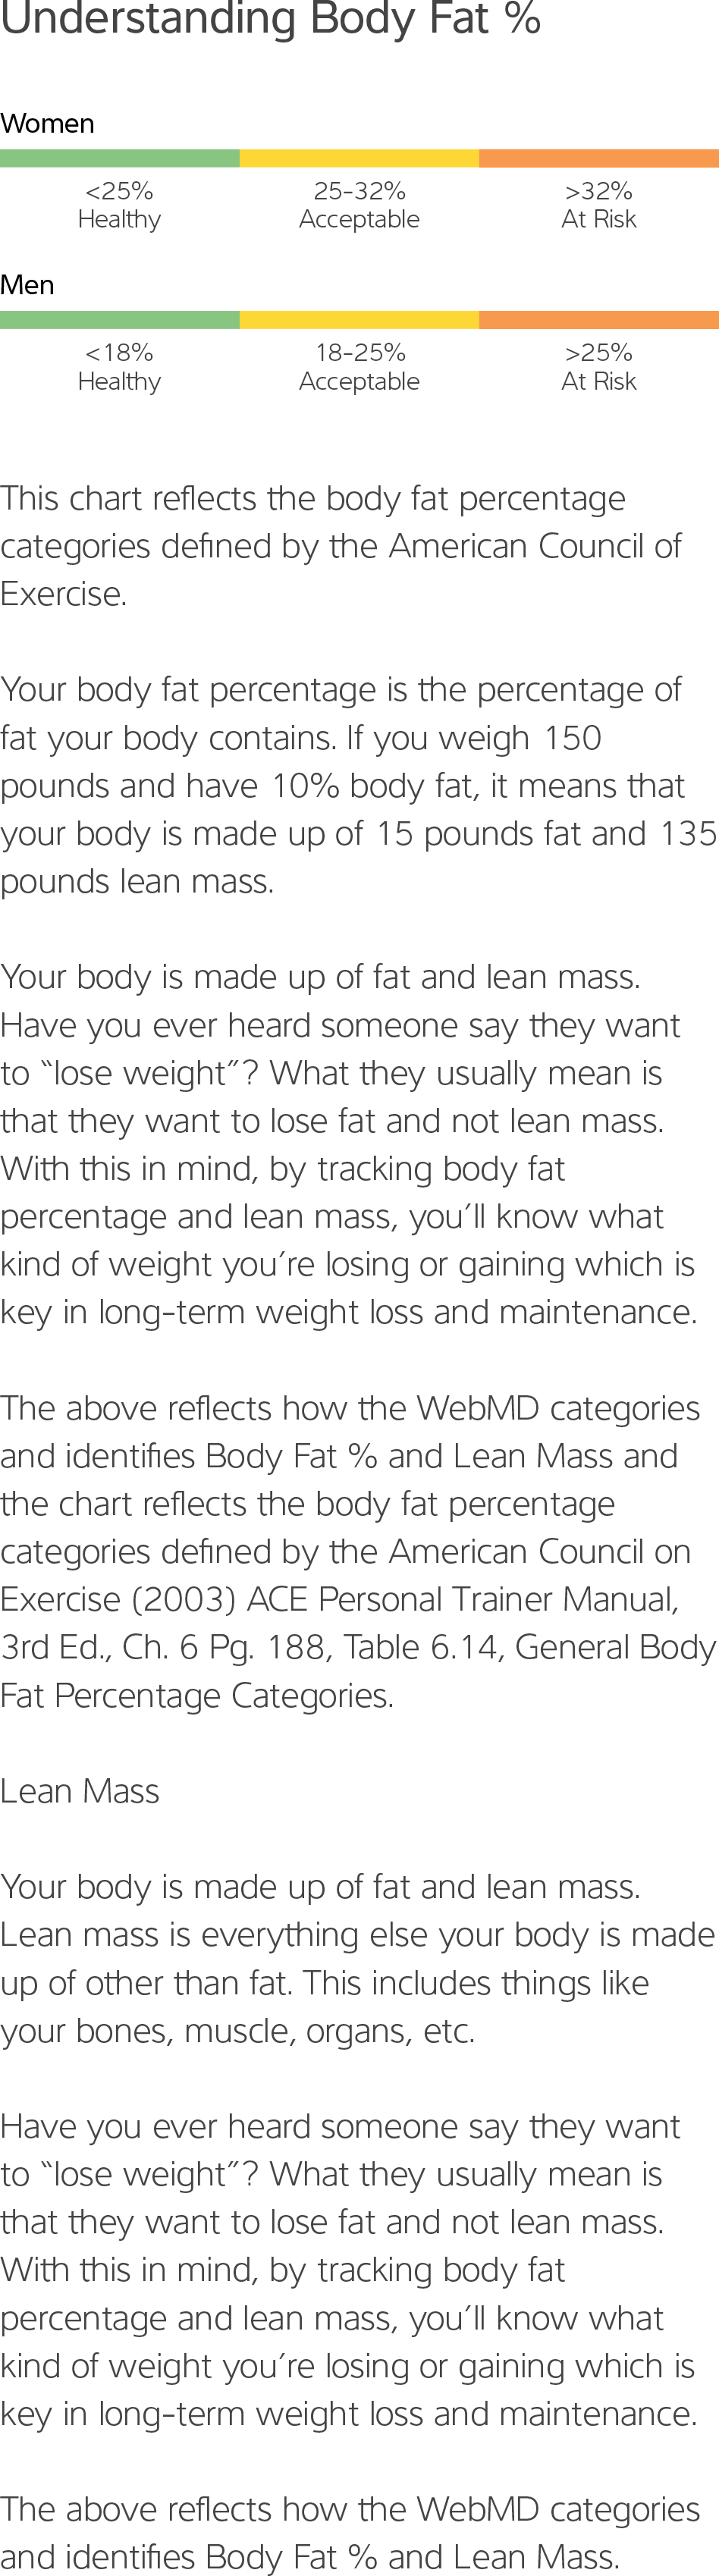 Understanding Body Fat %
Women
<25%
Healthy
25-32%
Acceptable
>32%
At Risk
Men
<18%
Healthy
18-25%
Acceptable
>25%
At Risk
This chart reflects the body fat percentage
categories defined by the American Council of
Exercise.
Your body fat percentage is the percentage of
fat your body contains. If you weigh 150
pounds and have 10% body fat, it means that
your body is made up of 15 pounds fat and 135
pounds lean mass.
Your body is made up of fat and lean mass.
Have you ever heard someone say they want
to “lose weight”? What they usually mean is
that they want to lose fat and not lean mass.
With this in mind, by tracking body fat
percentage and lean mass, you’ll know what
kind of weight you’re losing or gaining which is
key in long-term weight loss and maintenance.
The above reflects how the WebMD categories
and identifies Body Fat % and Lean Mass and
the chart reflects the body fat percentage
categories defined by the American Council on
Exercise (2003) ACE Personal Trainer Manual,
3rd Ed., Ch. 6 Pg. 188, Table 6.14, General Body
Fat Percentage Categories.
Lean Mass
Your body is made up of fat and lean mass.
Lean mass is everything else your body is made
up of other than fat. This includes things like
your bones, muscle, organs, etc.
Have you ever heard someone say they want
to “lose weight”? What they usually mean is
that they want to lose fat and not lean mass.
With this in mind, by tracking body fat
percentage and lean mass, you’ll know what
kind of weight you’re losing or gaining which is
key in long-term weight loss and maintenance.
The above reflects how the WebMD categories
and identifies Body Fat % and Lean Mass.